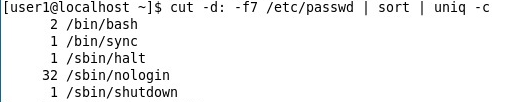 [user1@localhost ~]$ cut -d: -f7 /etc/passwd | sort | uniq -c
      2 /bin/bash
      1 /bin/sync
      1 /sbin/halt
     32 /sbin/nologin
      1 /sbin/shutdown